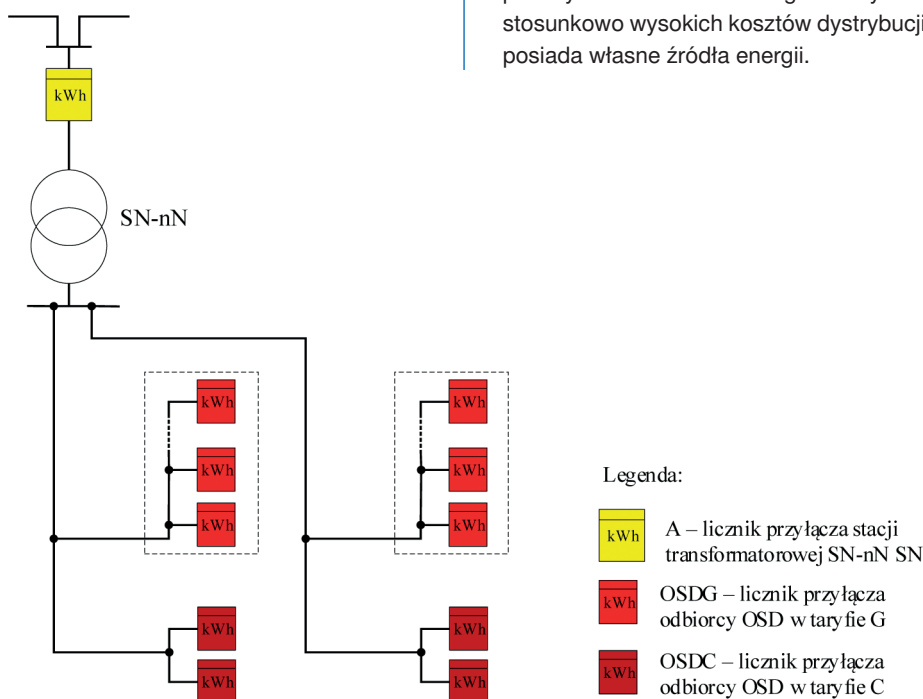 stosunkowo wysokich kosztów dystrybucji
posiada własne źródła energii.
kWh
SN-nN
kWh
kWh
kWh
kWh
kWh
kWh
kWh
kWh
kWh
kWh
Legenda:
kWh
A – licznik przyłącza stacji
transformatorowej SN-nN SN
kWh
OSDG – licznik przyłącza
odbiorcy OSD w taryfie G
kWh
OSDC – licznik przyłącza
odbiorcy OSD w taryfie C